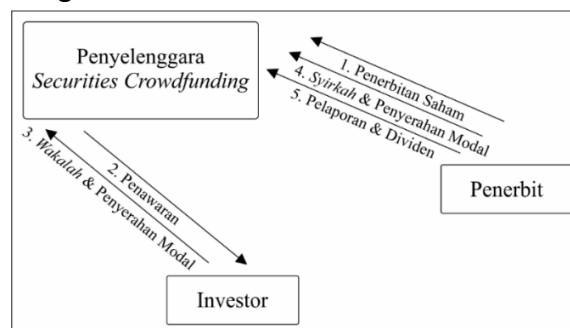 Penyelenggara
Securities Crowdfunding
1. Penerbitan Saham
4. Syirkah & Penyerahan Modal
5. Pelaporan & Dividen
Penerbit
2. Penawaran
3. Wakalah & Penyerahan Modal
Investor